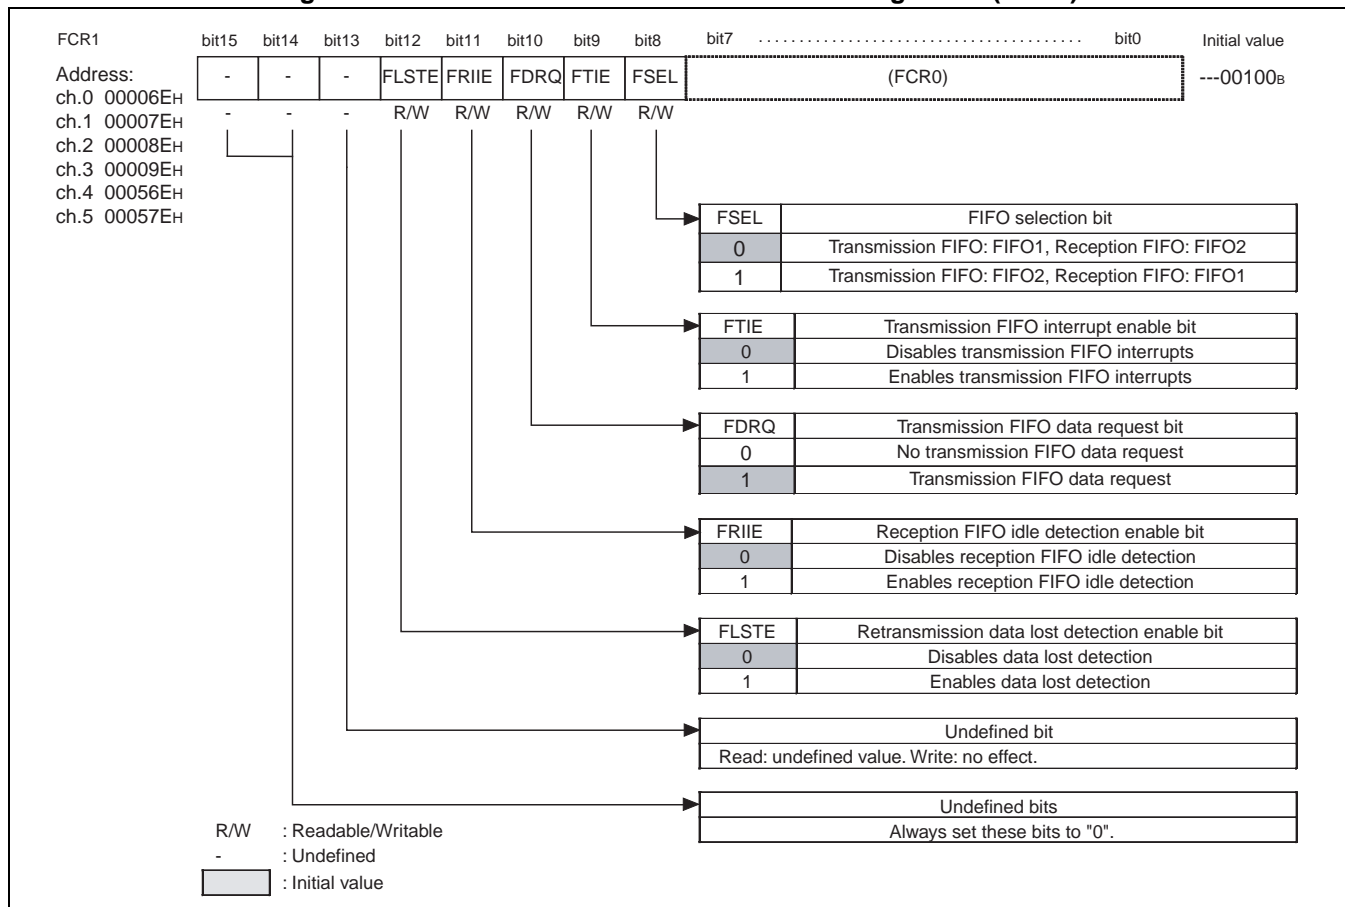 FCR1 bit15 bit14 bit13 bit12 bit11 bit10 bit9 bit8 bit7 ........................................ bit0 Initial value
Address: - - - FLSTE FRIIE FDRQ FTIE FSEL (FCR0) ---00100B
ch.0 00006EH
ch.1 00007EH - - - R/W R/W R/W R/W R/W
ch.2 00008EH
ch.3 00009EH
ch.4 00056EH
ch.5 00057EH
FSEL FIFO selection bit
0 Transmission FIFO: FIFO1, Reception FIFO: FIFO2
1 Transmission FIFO: FIFO2, Reception FIFO: FIFO1
FTIE Transmission FIFO interrupt enable bit
0 Disables transmission FIFO interrupts
1 Enables transmission FIFO interrupts
FDRQ Transmission FIFO data request bit
0 No transmission FIFO data request
1 Transmission FIFO data request
FRIIE Reception FIFO idle detection enable bit
0 Disables reception FIFO idle detection
1 Enables reception FIFO idle detection
FLSTE Retransmission data lost detection enable bit
0 Disables data lost detection
1 Enables data lost detection
Undefined bit
Read: undefined value. Write: no effect.
Undefined bits
Always set these bits to "0".
R/W : Readable/Writable
- : Undefined
: Initial value